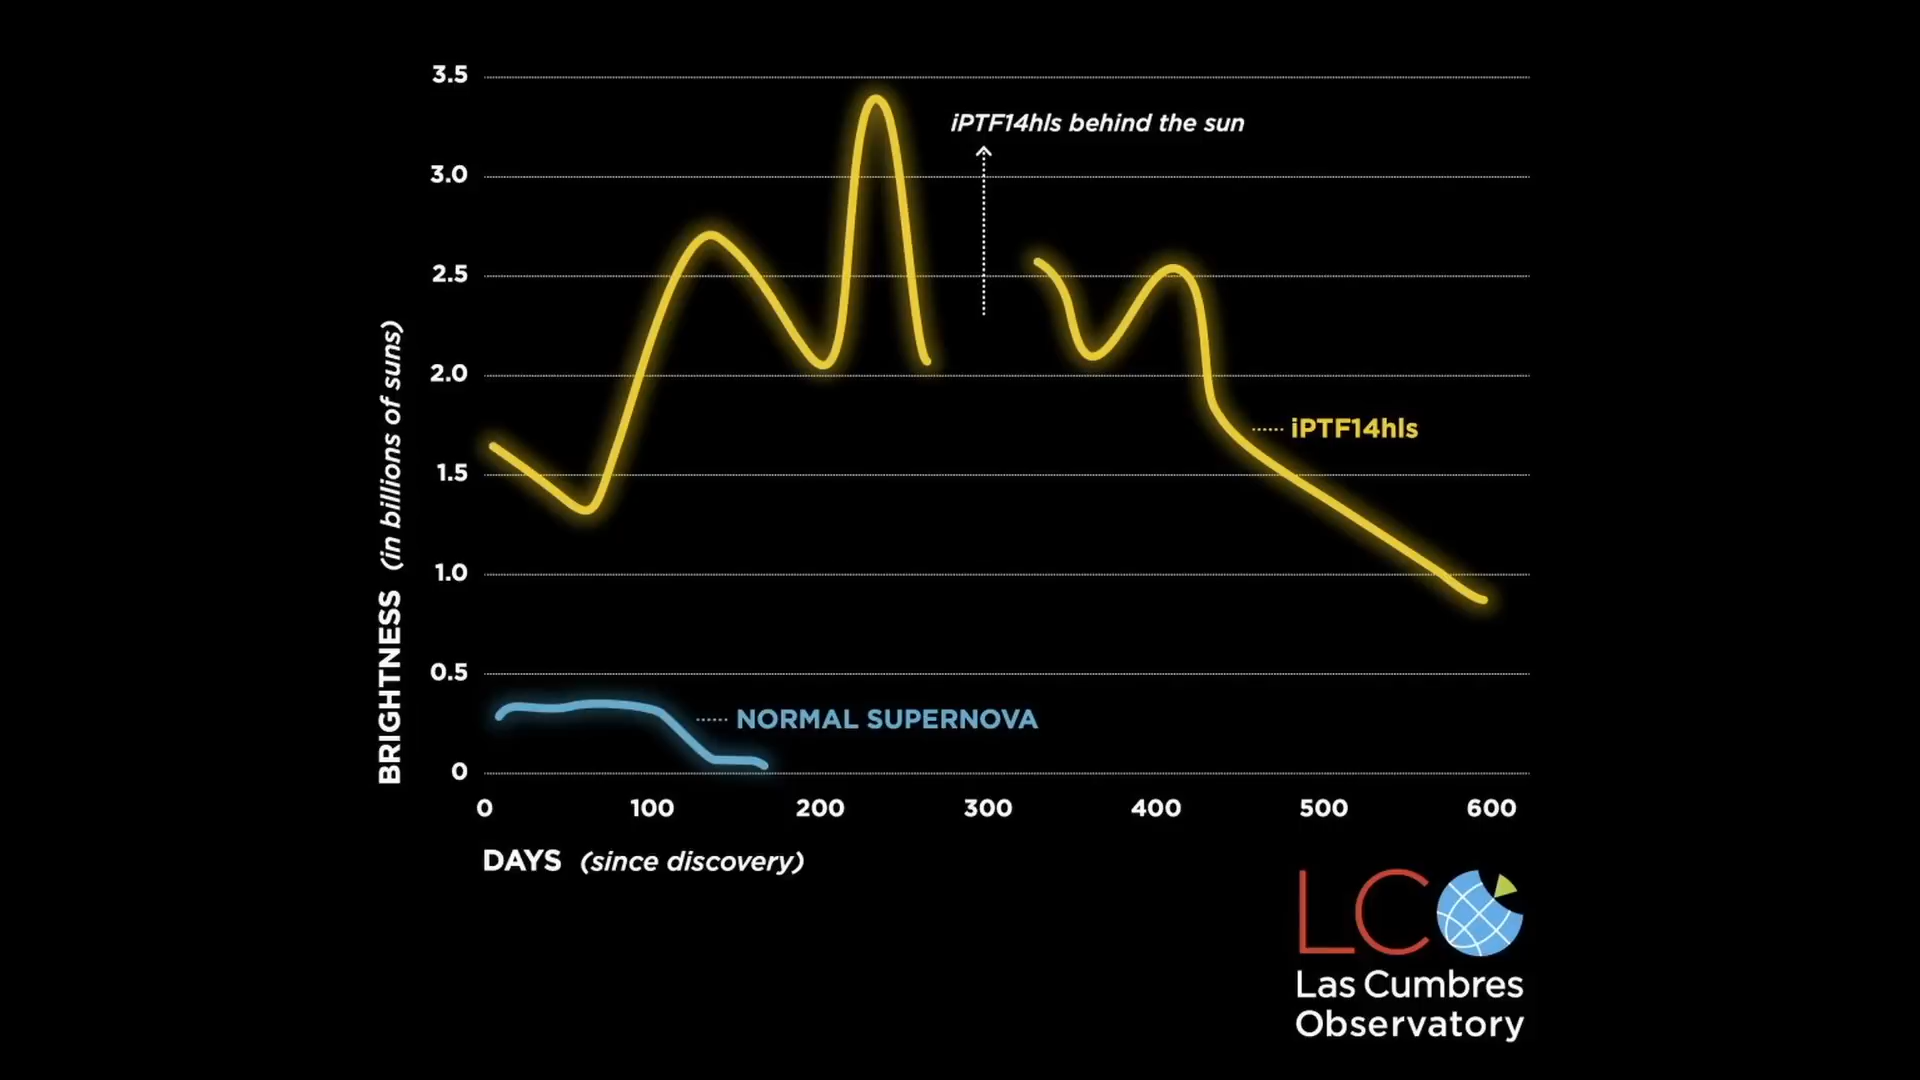 3.5
iPTF14hls behind the sun
3.0
2.5
2.0
iPTF14hls
1.5
1.0
0.5
NORMAL SUPERNOVA
0
BRIGHTNESS (in billions of suns)
0 100 200 300 400 500 600
DAYS (since discovery)
LCO
Las Cumbres
Observatory